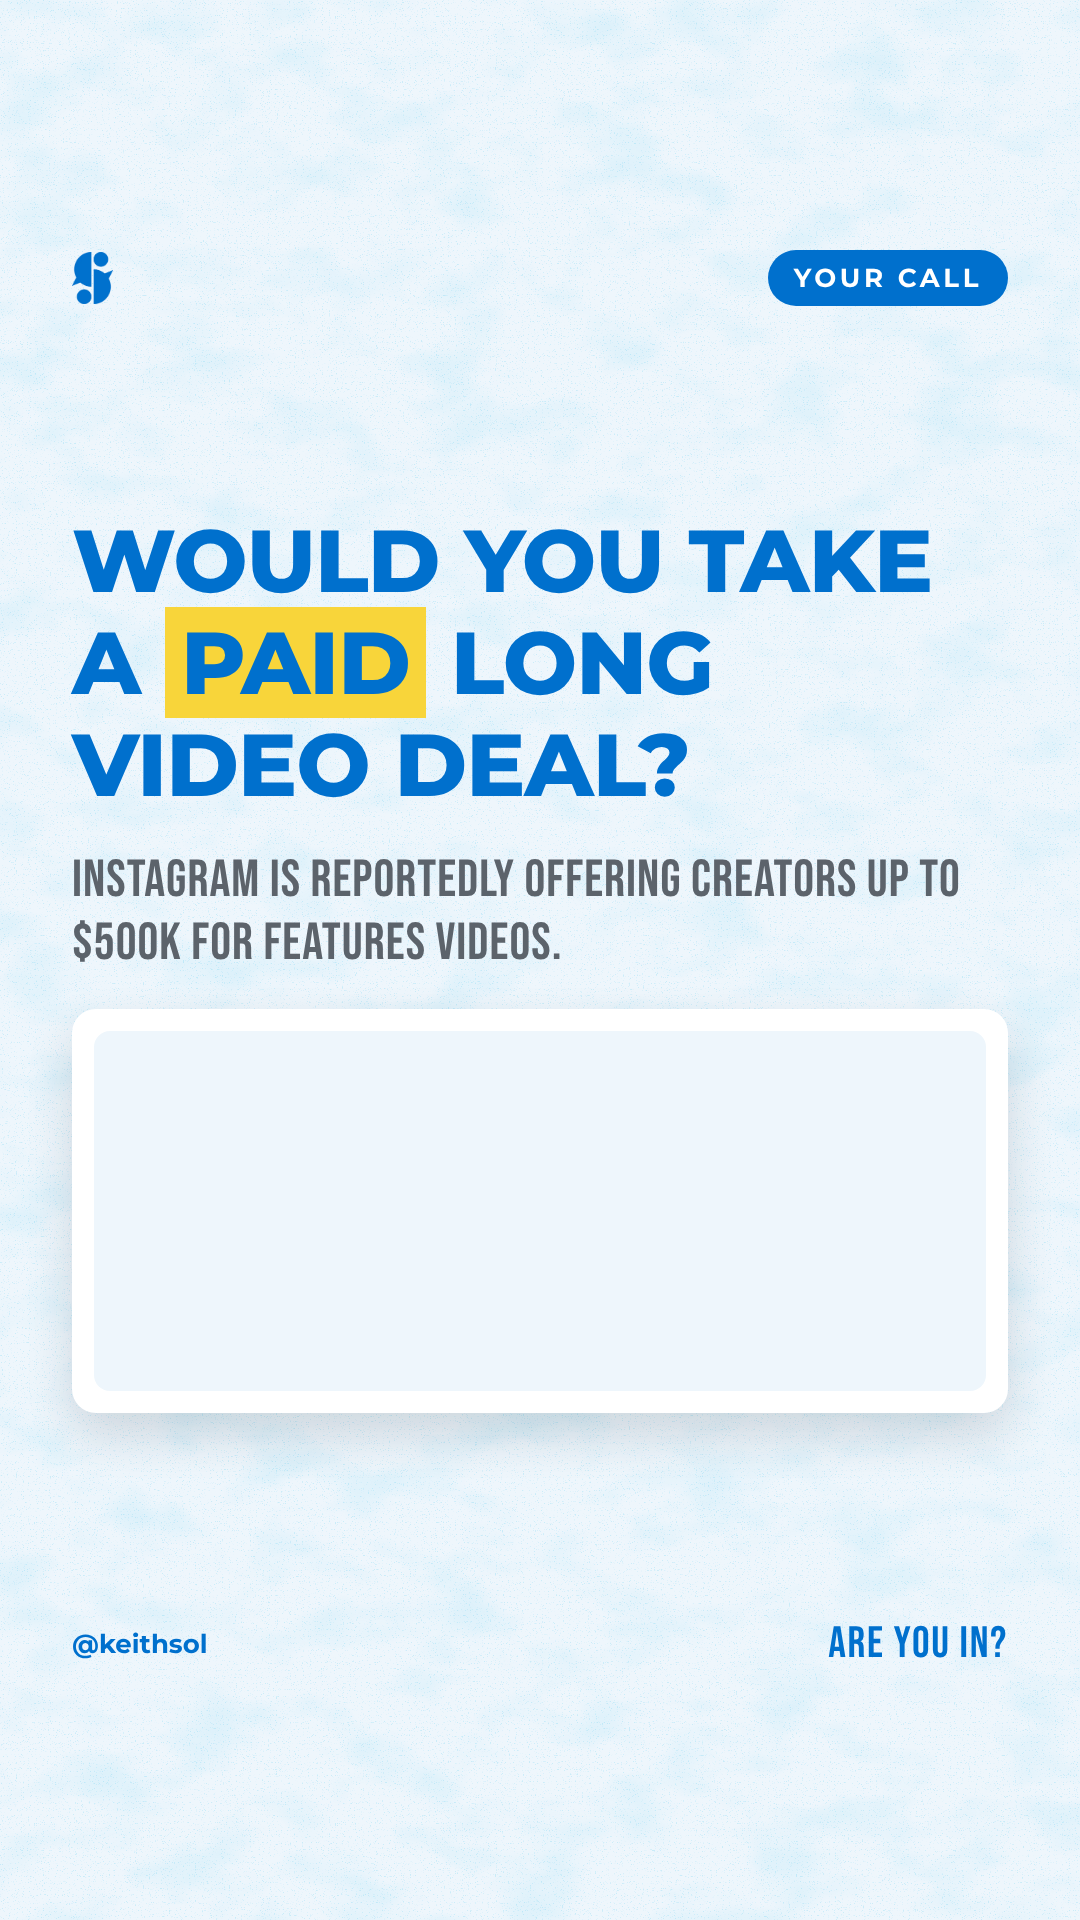 YOUR CALL
WOULD YOU TAKE
A PAID LONG
VIDEO DEAL?
INSTAGRAM IS REPORTEDLY OFFERING CREATORS UP TO
$500K FOR FEATURES VIDEOS.
@keithsol
ARE YOU IN?